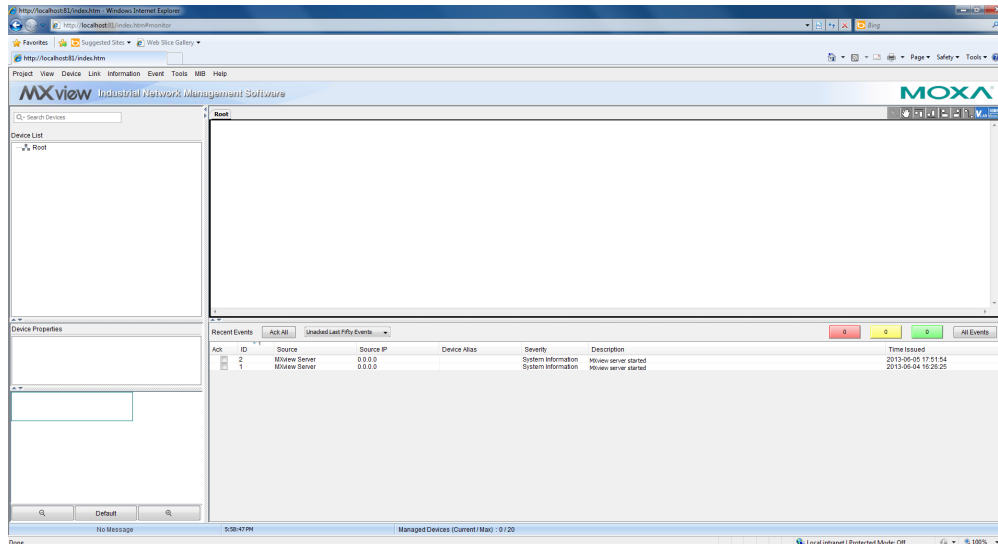 http://localhost:81/index.htm - Windows Internet Explorer
http://localhost:81/index.htm#monitor
Bing
Favorites Suggested Sites Web Slice Gallery
http://localhost:81/index.htm
Page Safety Tools
Project View Device Link Information Event Tools MIB Help
MXview Industrial Network Management Software
MOXA
Search Devices
Root
Device List
Root
Device Properties
Recent Events Ack All Unacked Last Fifty Events 0 0 0 All Events
Ack ID Source Source IP Device Alias Severity Description Time Issued
2 MXview Server 0.0.0.0 System Information MXview server started 2013-06-05 17:51:54
1 MXview Server 0.0.0.0 System Information MXview server started 2013-06-04 16:26:25
Default
No Message 5:58:47 PM Managed Devices (Current / Max) : 0 / 20
Done Local intranet | Protected Mode: Off 100%